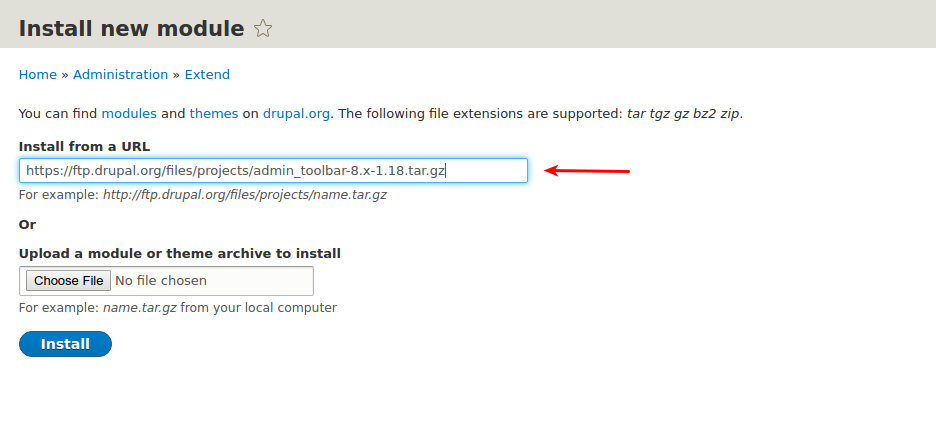 Install new module
Home » Administration » Extend
You can find modules and themes on drupal.org. The following file extensions are supported: tar tgz gz bz2 zip.
Install from a URL
https://ftp.drupal.org/files/projects/admin_toolbar-8.x-1.18.tar.gz
For example: http://ftp.drupal.org/files/projects/name.tar.gz
Or
Upload a module or theme archive to install
Choose File No file chosen
For example: name.tar.gz from your local computer
Install